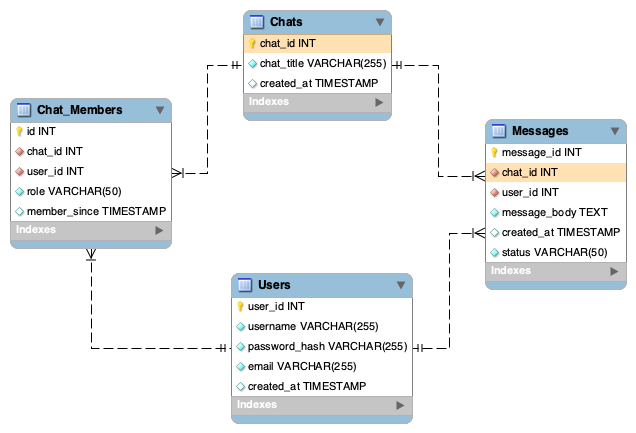 Chats
chat_id INT
chat_title VARCHAR(255)
created_at TIMESTAMP
Indexes
Chat_Members
id INT
chat_id INT
user_id INT
role VARCHAR(50)
member_since TIMESTAMP
Indexes
Messages
message_id INT
chat_id INT
user_id INT
message_body TEXT
created_at TIMESTAMP
status VARCHAR(50)
Indexes
Users
user_id INT
username VARCHAR(255)
password_hash VARCHAR(255)
email VARCHAR(255)
created_at TIMESTAMP
Indexes